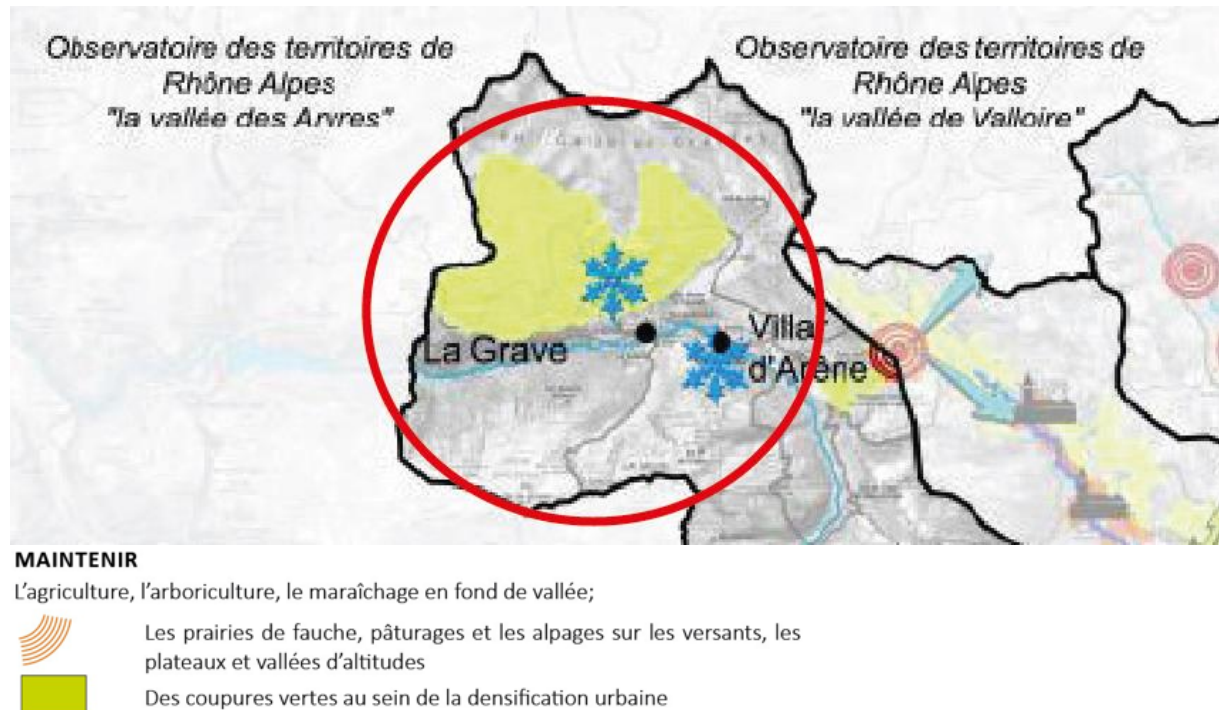 Observatoire des territoires de
Rhône Alpes
"la vallée des Arvres"
Observatoire des territoires de
Rhône Alpes
"la vallée de Valloire"
La Grave
Villar
d'Arêne
MAINTENIR
L'agriculture, l'arboriculture, le maraîchage en fond de vallée;
Les prairies de fauche, pâturages et les alpages sur les versants, les
plateaux et vallées d'altitudes
Des coupures vertes au sein de la densification urbaine